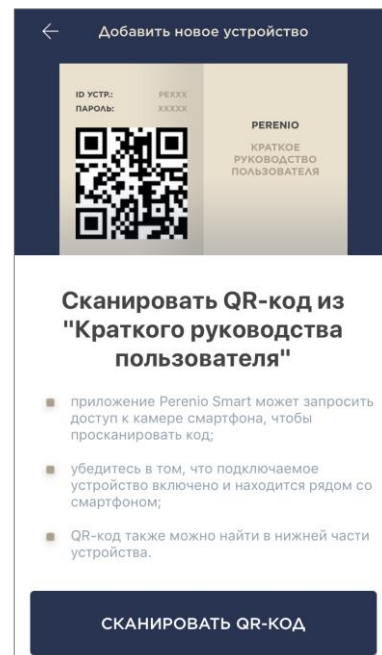 Добавить новое устройство
ID УСТР.: PEXXX
ПАРОЛЬ: XXXXX
PERENIO
КРАТКОЕ
РУКОВОДСТВО
ПОЛЬЗОВАТЕЛЯ
Сканировать QR-код из
"Краткого руководства
пользователя"
приложение Perenio Smart может запросить
доступ к камере смартфона, чтобы
просканировать код;
убедитесь в том, что подключаемое
устройство включено и находится рядом со
смартфоном;
QR-код также можно найти в нижней части
устройства.
СКАНИРОВАТЬ QR-КОД